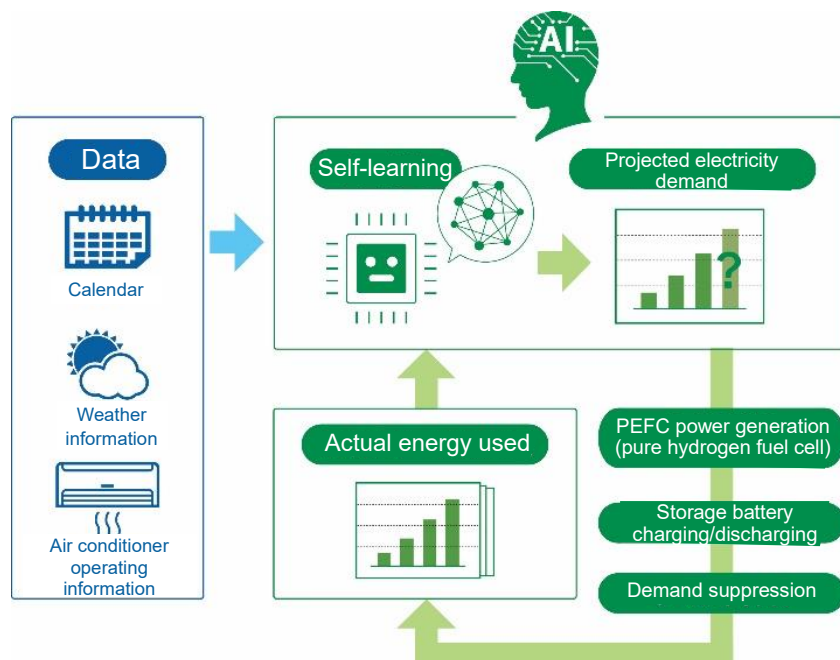 AI
Data
Calendar
Weather
information
Air conditioner
operating
information
Self-learning
Projected electricity
demand
?
Actual energy used
PEFC power generation
(pure hydrogen fuel cell)
Storage battery
charging/discharging
Demand suppression